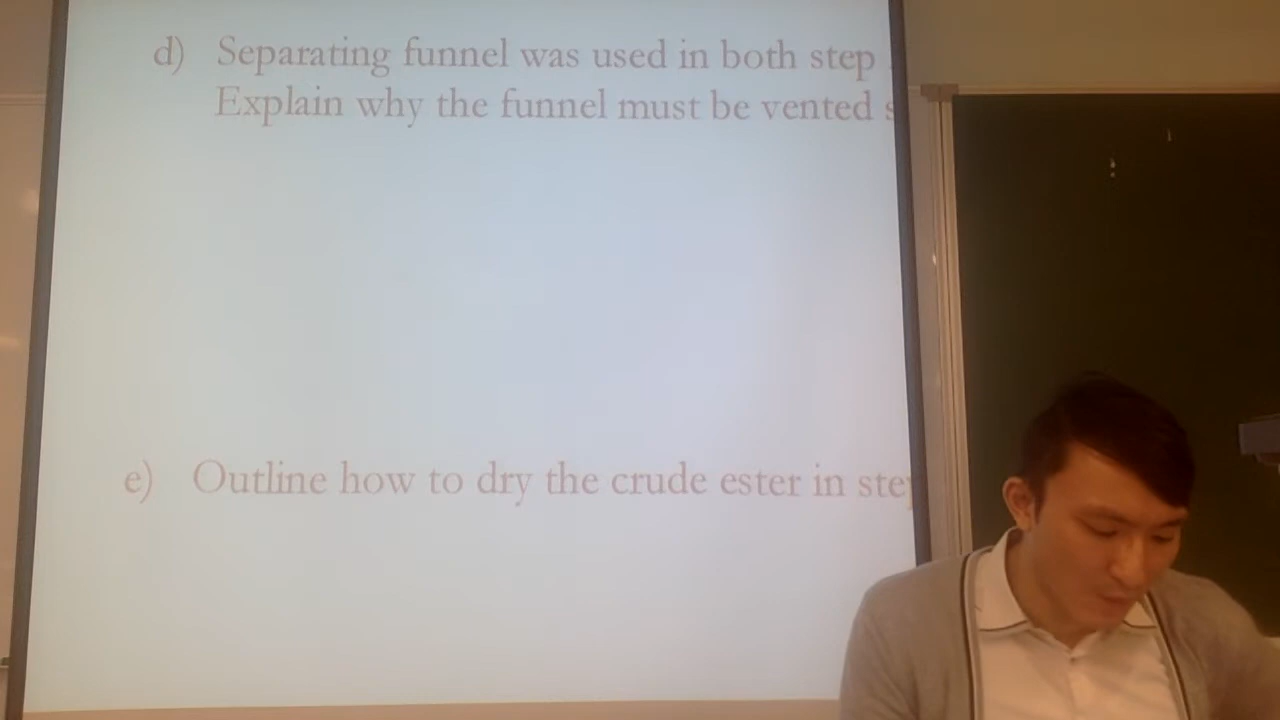 d) Separating funnel was used in both step
Explain why the funnel must be vented
e) Outline how to dry the crude ester in